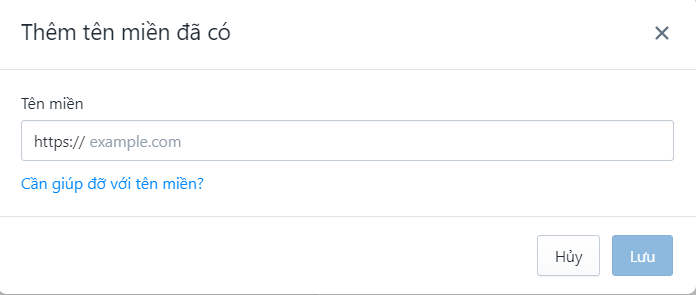 Thêm tên miền đã có
Tên miền
https:// example.com
Cần giúp đỡ với tên miền?
Hủy Lưu